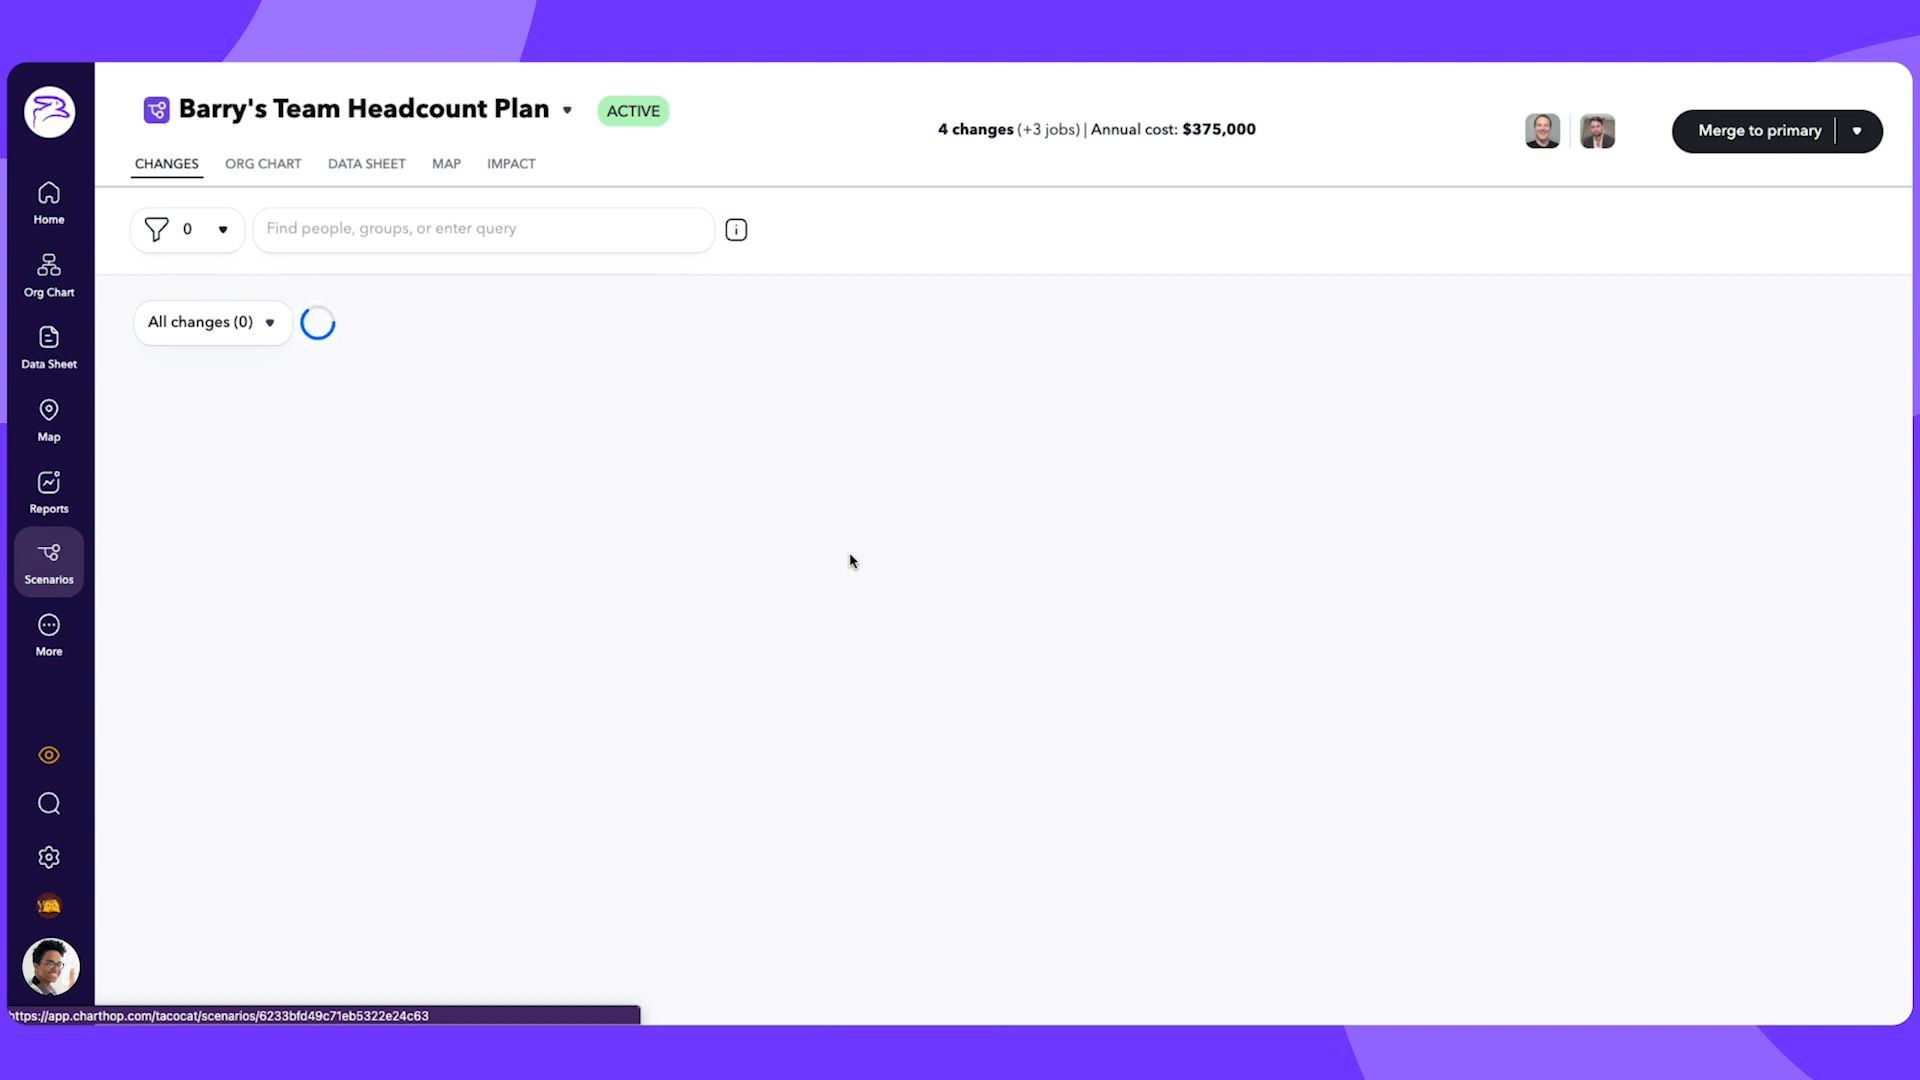 Barry's Team Headcount Plan
ACTIVE
4 changes (+3 jobs) | Annual cost: $375,000
Merge to primary
CHANGES
ORG CHART
DATA SHEET
MAP
IMPACT
0
Find people, groups, or enter query
i
All changes (0)
Home
Org Chart
Data Sheet
Map
Reports
Scenarios
More
https://app.charthop.com/tacocat/scenarios/6233bfd49c71eb5322e24c63